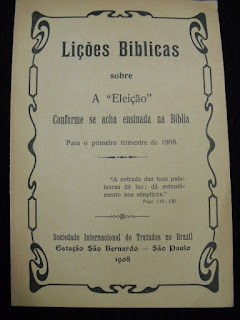 Lições Biblicas
sobre
A "Eleição"
Conforme se acha ensinada na Biblia
Para o primeiro trimestre de 1908.
"A entrada das tuas pala-
lavras dá luz; dá entendi-
mento aos simplices."
Psal. 119: 130.
Sociedade Internacional de Tratados no Brazil
Estação São Bernardo — São Paulo
1908